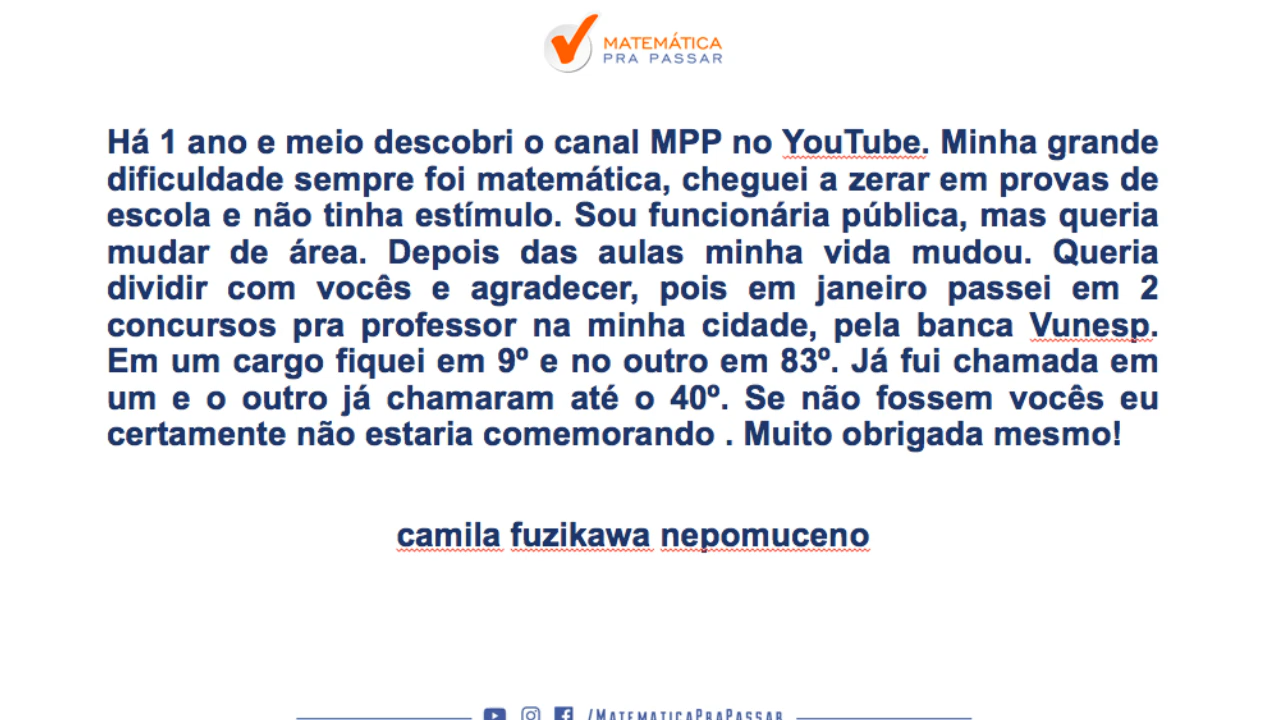 MATEMÁTICA
PRA PASSAR
Há 1 ano e meio descobri o canal MPP no YouTube. Minha grande
dificuldade sempre foi matemática, cheguei a zerar em provas de
escola e não tinha estímulo. Sou funcionária pública, mas queria
mudar de área. Depois das aulas minha vida mudou. Queria
dividir com vocês e agradecer, pois em janeiro passei em 2
concursos pra professor na minha cidade, pela banca Vunesp.
Em um cargo fiquei em 9º e no outro em 83º. Já fui chamada em
um e o outro já chamaram até o 40º. Se não fossem vocês eu
certamente não estaria comemorando . Muito obrigada mesmo!
camila fuzikawa nepomuceno
/MATEMATICAPRAPASSAR